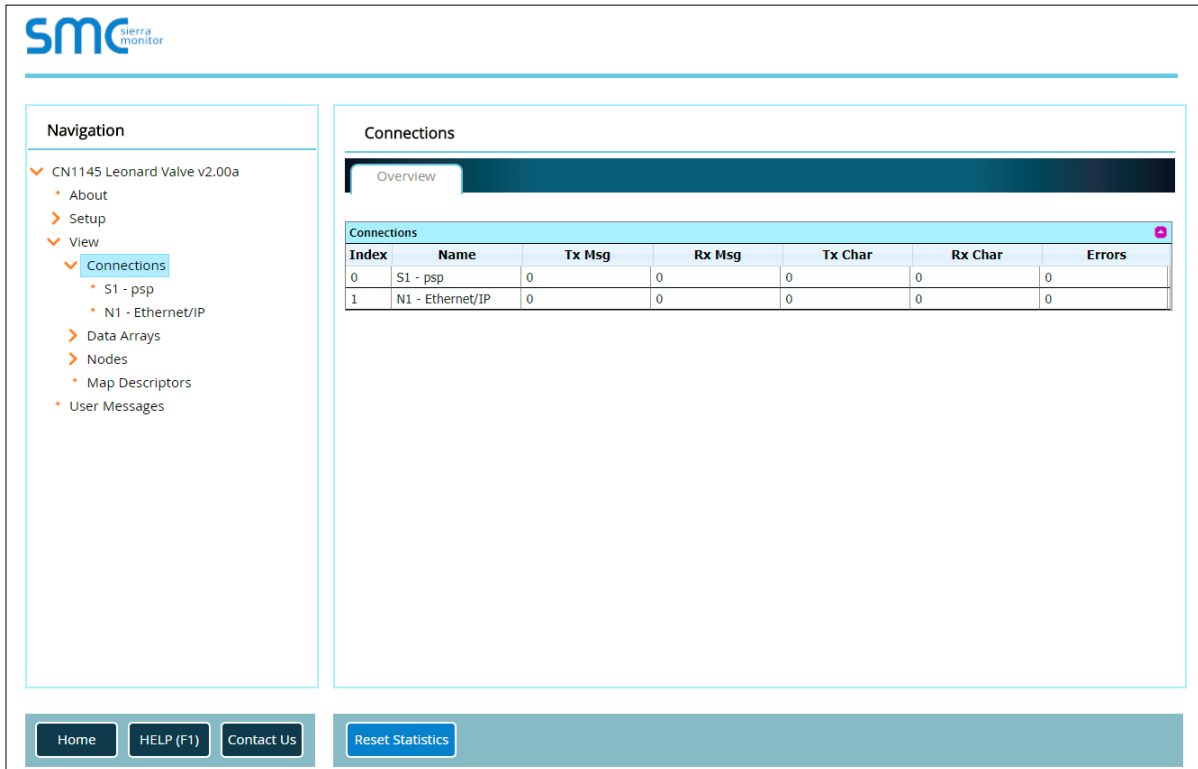 SMC sierra monitor
Navigation
CN1145 Leonard Valve v2.00a
About
Setup
View
Connections
S1 - psp
N1 - Ethernet/IP
Data Arrays
Nodes
Map Descriptors
User Messages
Connections
Overview
Connections
Index Name Tx Msg Rx Msg Tx Char Rx Char Errors
0 S1 - psp 0 0 0 0 0
1 N1 - Ethernet/IP 0 0 0 0 0
Home HELP (F1) Contact Us Reset Statistics